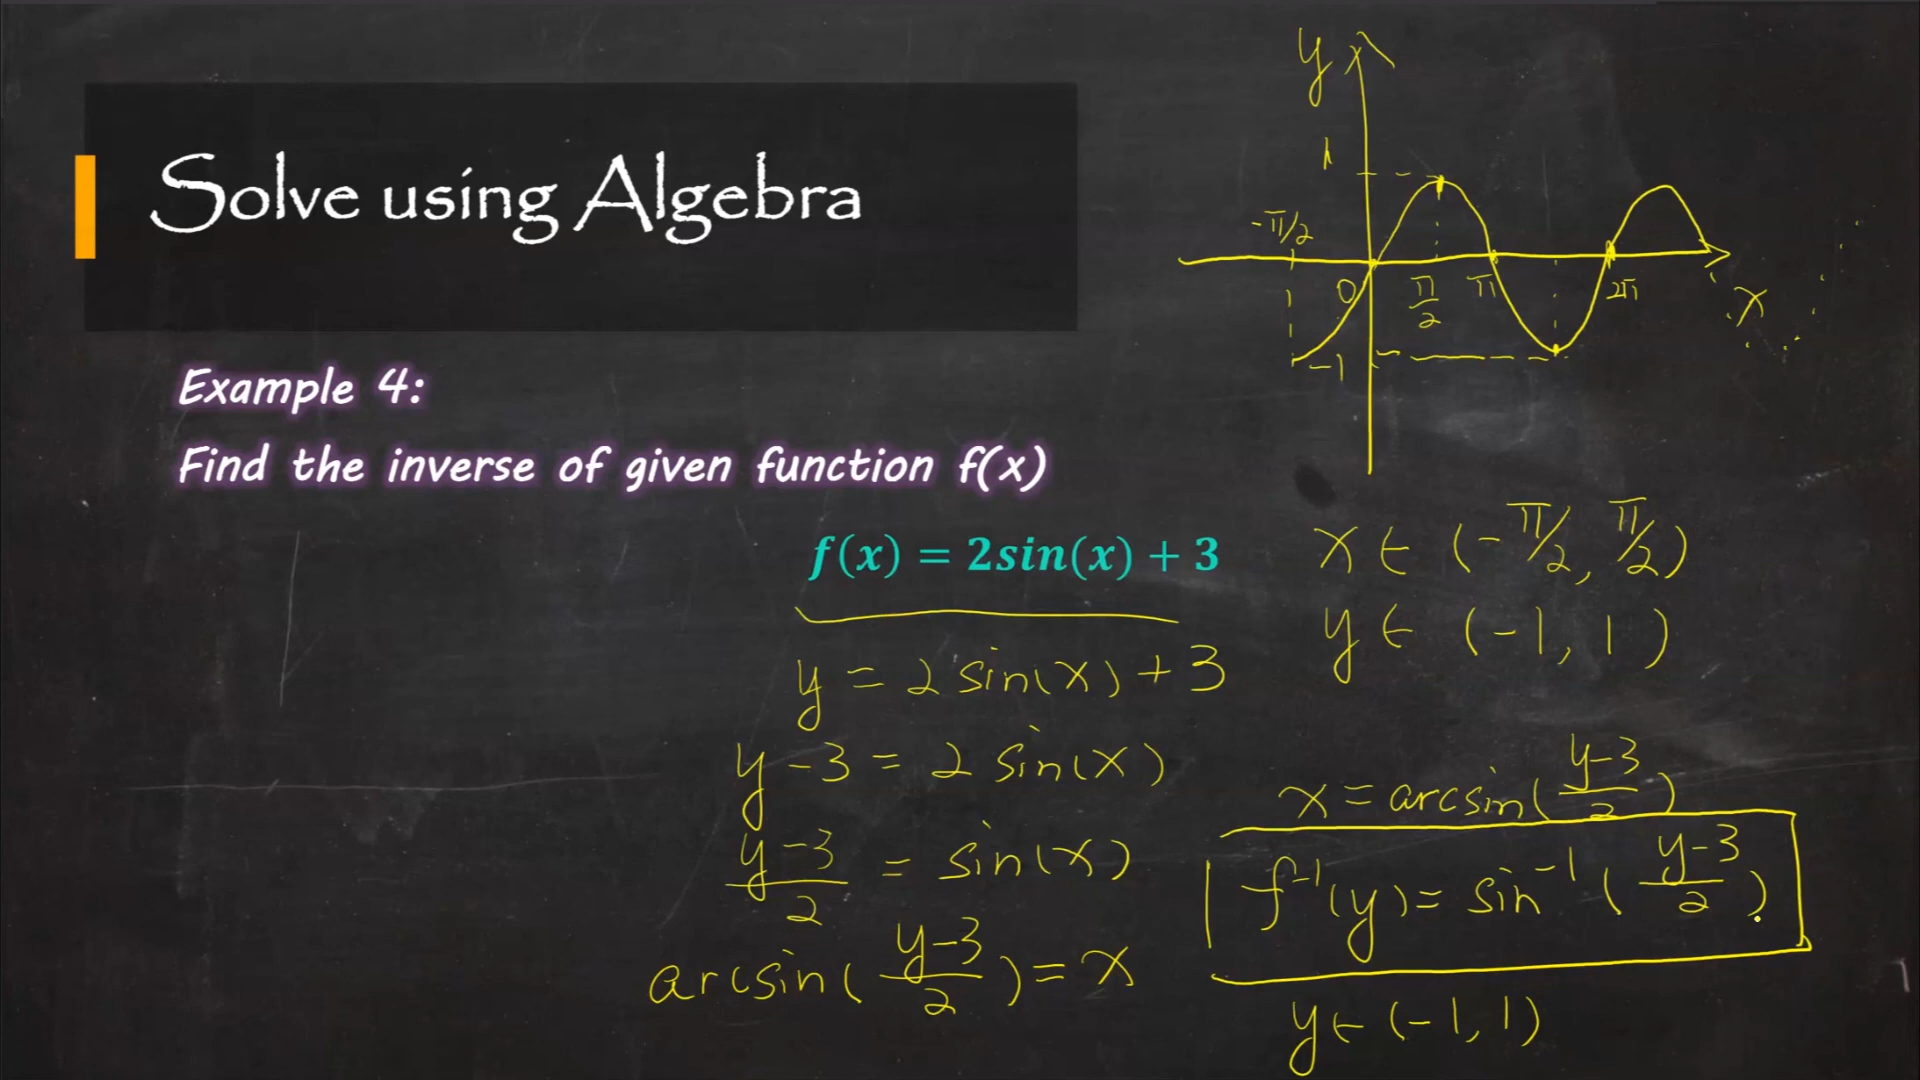 Solve using Algebra
Example 4:
Find the inverse of given function f(x)
f(x) = 2sin(x) + 3
y = 2 sin(x) + 3
y - 3 = 2 sin(x)
y-3/2 = sin(x)
arcsin(y-3/2) = x
y
1
-π/2
0
π/2
π
2π
x
-1
x ∈ (-π/2, π/2)
y ∈ (-1, 1)
x = arcsin(y-3/2)
f⁻¹(y) = sin⁻¹(y-3/2)
y ∈ (-1, 1)